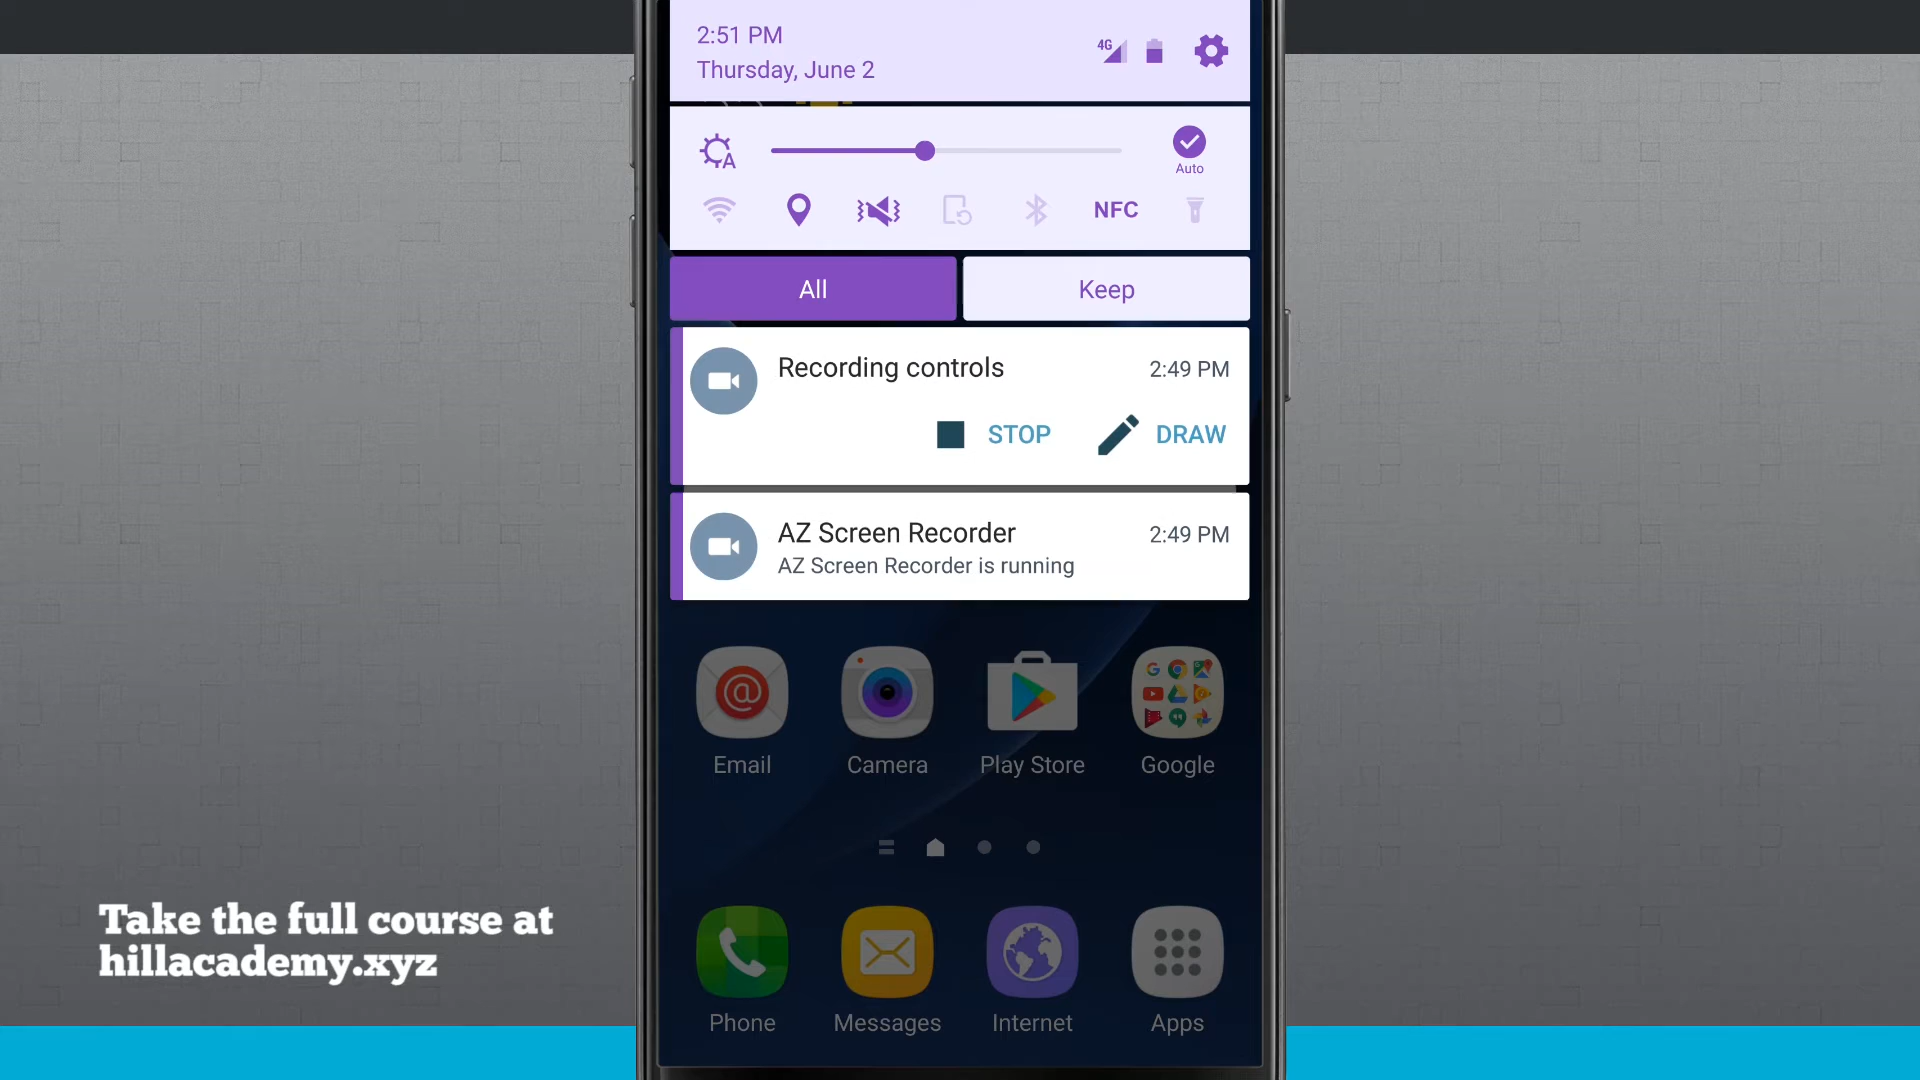 2:51 PM
Thursday, June 2
4G
A
Auto
NFC
All
Keep
Recording controls
2:49 PM
STOP
DRAW
AZ Screen Recorder
2:49 PM
AZ Screen Recorder is running
Email
Camera
Play Store
Google
Phone
Messages
Internet
Apps
Take the full course at
hillacademy.xyz